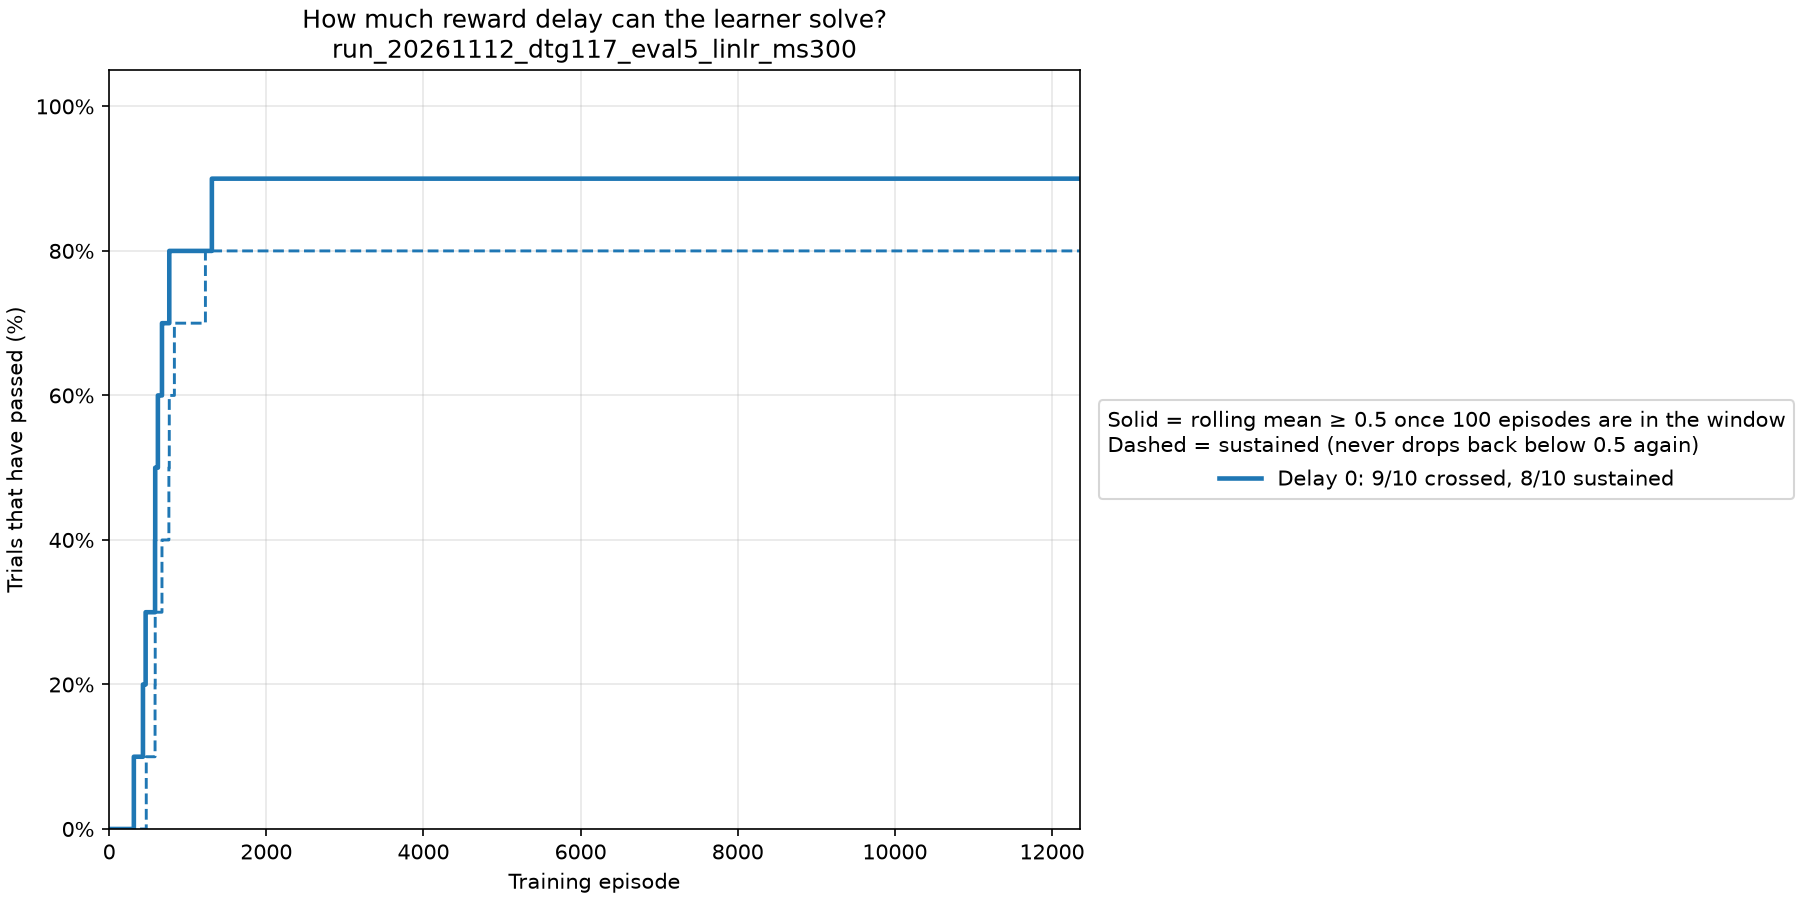 How much reward delay can the learner solve?
run_20261112_dtg117_eval5_linlr_ms300
100%
80%
60%
40%
20%
0%
Trials that have passed (%)
0
2000
4000
6000
8000
10000
12000
Training episode
Solid = rolling mean ≥ 0.5 once 100 episodes are in the window
Dashed = sustained (never drops back below 0.5 again)
Delay 0: 9/10 crossed, 8/10 sustained